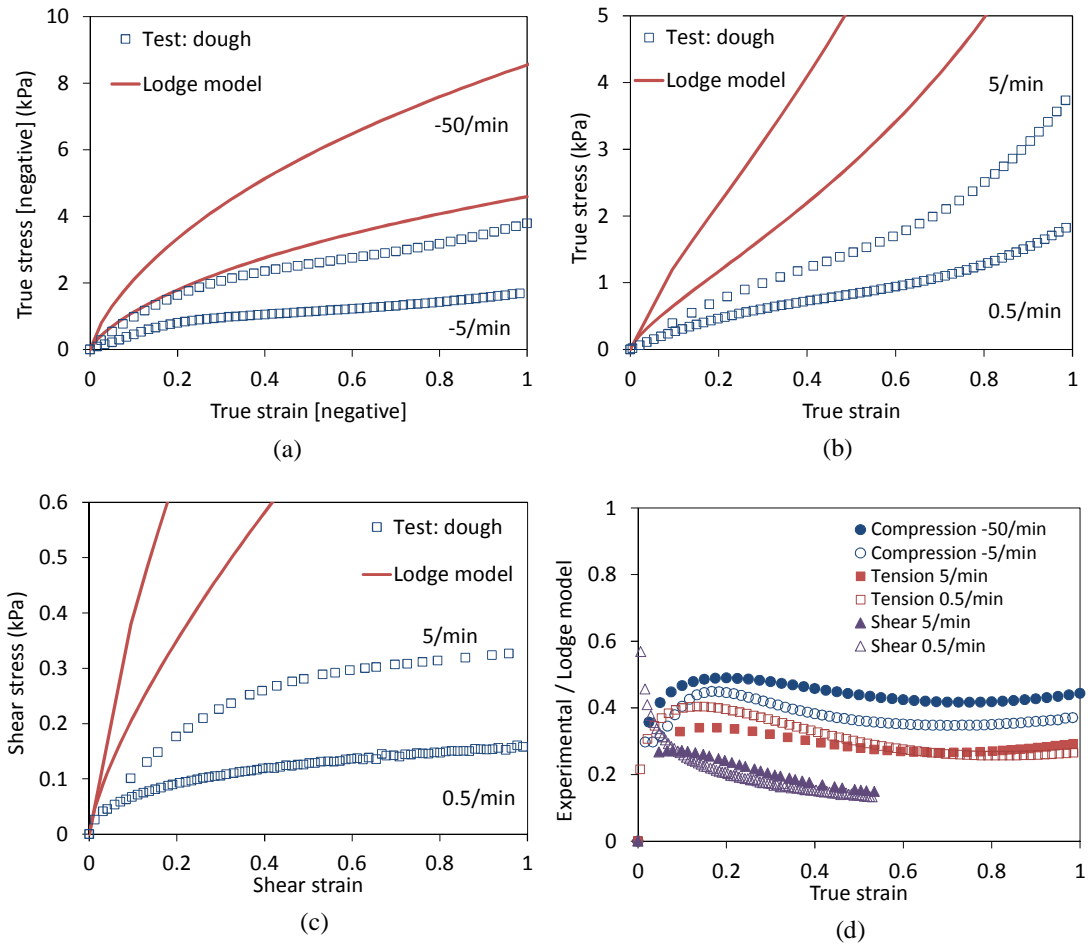 10
8
6
4
2
0
True stress [negative] (kPa)
Test: dough
Lodge model
-50/min
-5/min
0 0.2 0.4 0.6 0.8 1
True strain [negative]
(a)
5
4
3
2
1
0
True stress (kPa)
Test: dough
Lodge model
5/min
0.5/min
0 0.2 0.4 0.6 0.8 1
True strain
(b)
0.6
0.5
0.4
0.3
0.2
0.1
0
Shear stress (kPa)
Test: dough
Lodge model
5/min
0.5/min
0 0.2 0.4 0.6 0.8 1
Shear strain
(c)
1
0.8
0.6
0.4
0.2
0
Experimental / Lodge model
Compression -50/min
Compression -5/min
Tension 5/min
Tension 0.5/min
Shear 5/min
Shear 0.5/min
0 0.2 0.4 0.6 0.8 1
True strain
(d)